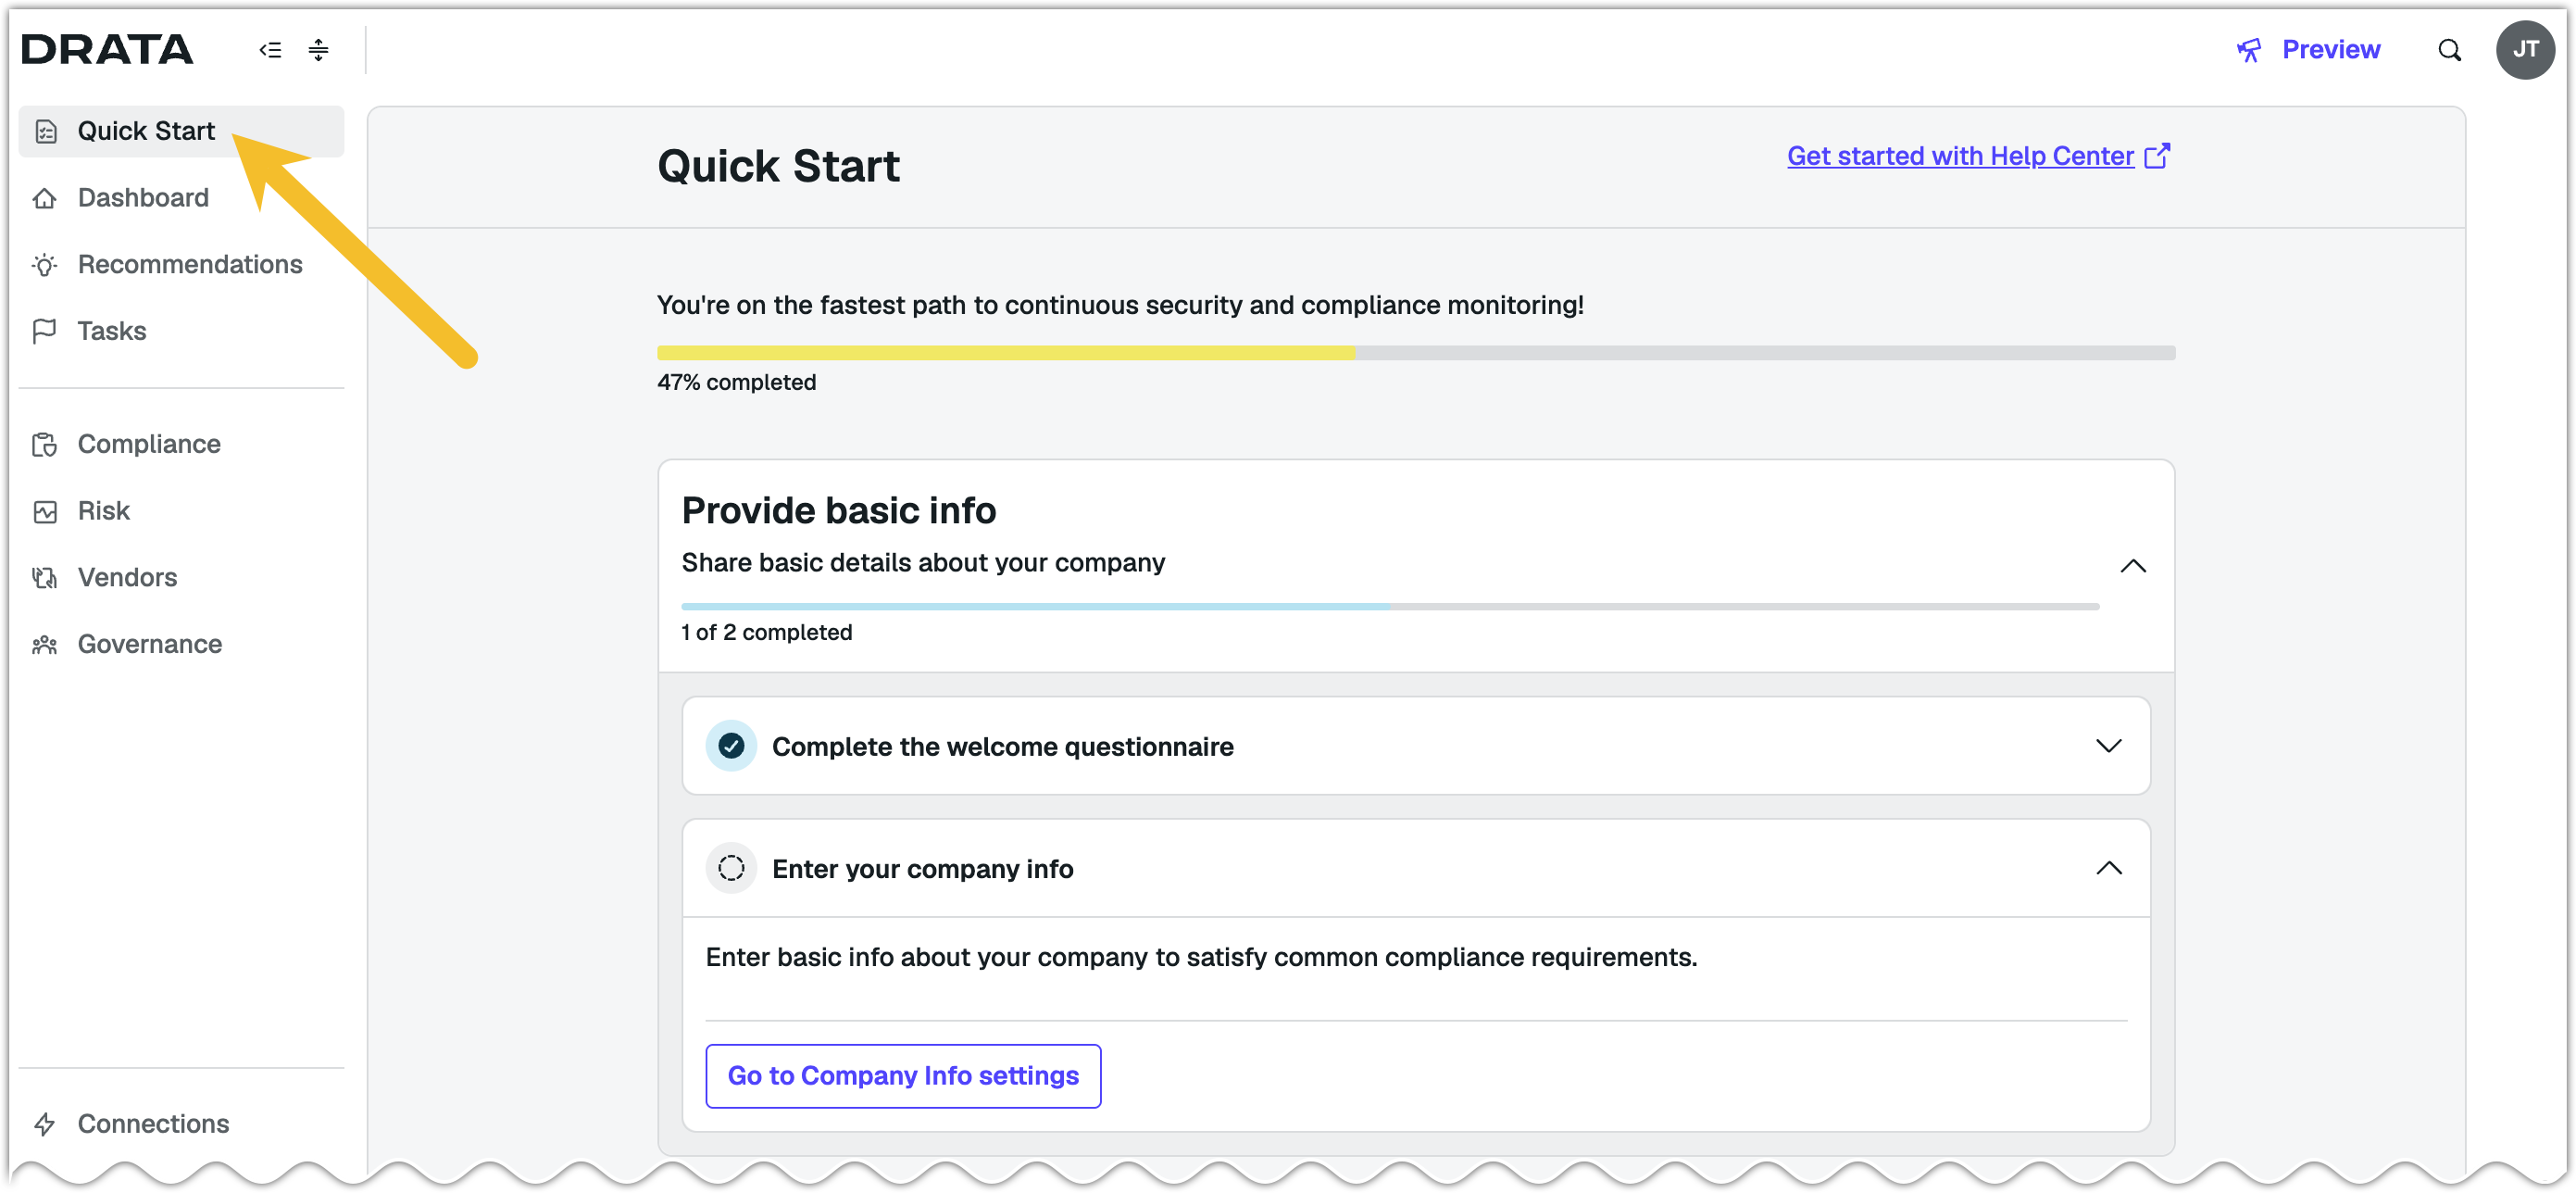 DRATA
Preview
JT
Quick Start
Dashboard
Recommendations
Tasks
Compliance
Risk
Vendors
Governance
Connections
Quick Start
Get started with Help Center
You're on the fastest path to continuous security and compliance monitoring!
47% completed
Provide basic info
Share basic details about your company
1 of 2 completed
Complete the welcome questionnaire
Enter your company info
Enter basic info about your company to satisfy common compliance requirements.
Go to Company Info settings